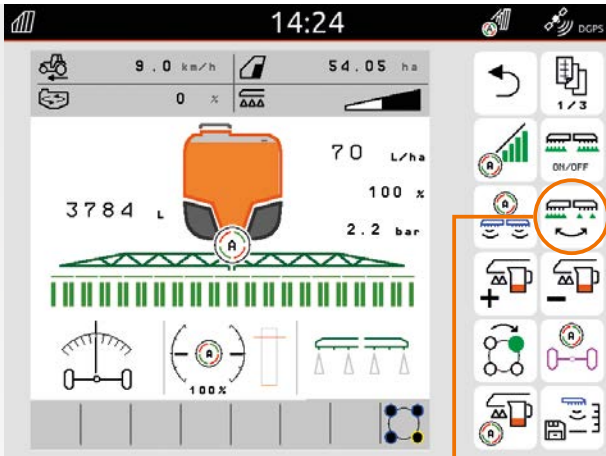 14:24
A
DGPS
9.0 km/h
54.05 ha
0 %
1/3
70 L/ha
A
ON/OFF
100 %
3784 L
2.2 bar
A
A
+
-
A
100%
A
A